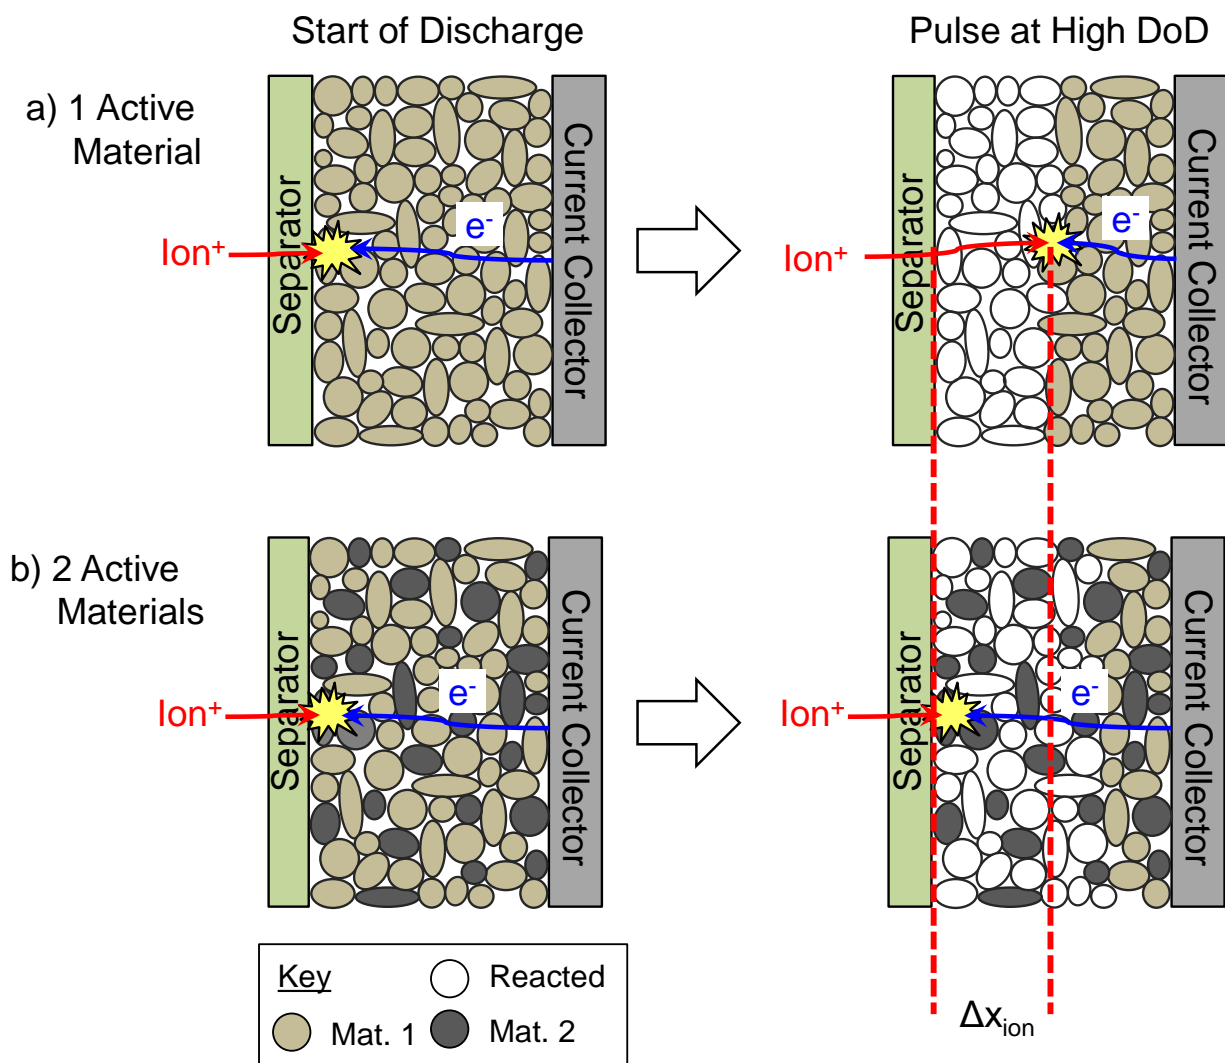 Start of Discharge
Pulse at High DoD
a) 1 Active
Material
Separator
Current Collector
Ion⁺
e⁻
Separator
Current Collector
Ion⁺
e⁻
b) 2 Active
Materials
Separator
Current Collector
Ion⁺
e⁻
Separator
Current Collector
Ion⁺
e⁻
Key
Reacted
Mat. 1
Mat. 2
Δxion